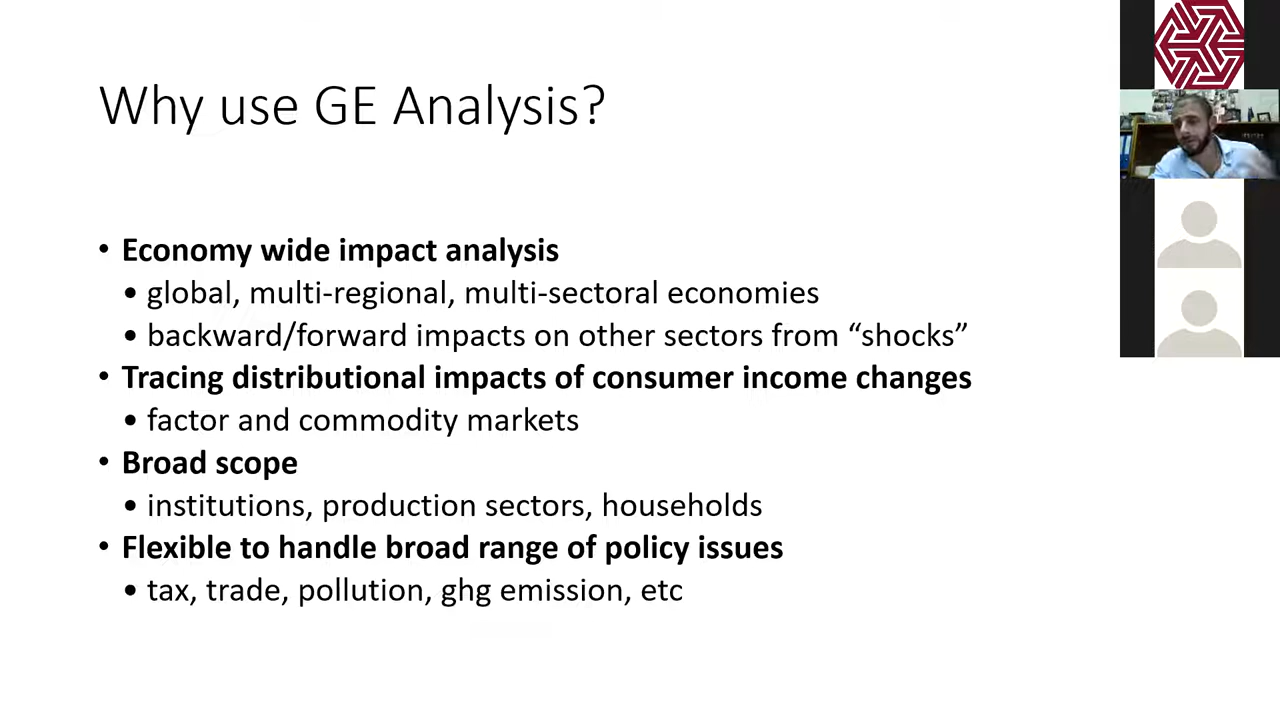 Why use GE Analysis?
• Economy wide impact analysis
• global, multi-regional, multi-sectoral economies
• backward/forward impacts on other sectors from “shocks”
• Tracing distributional impacts of consumer income changes
• factor and commodity markets
• Broad scope
• institutions, production sectors, households
• Flexible to handle broad range of policy issues
• tax, trade, pollution, ghg emission, etc